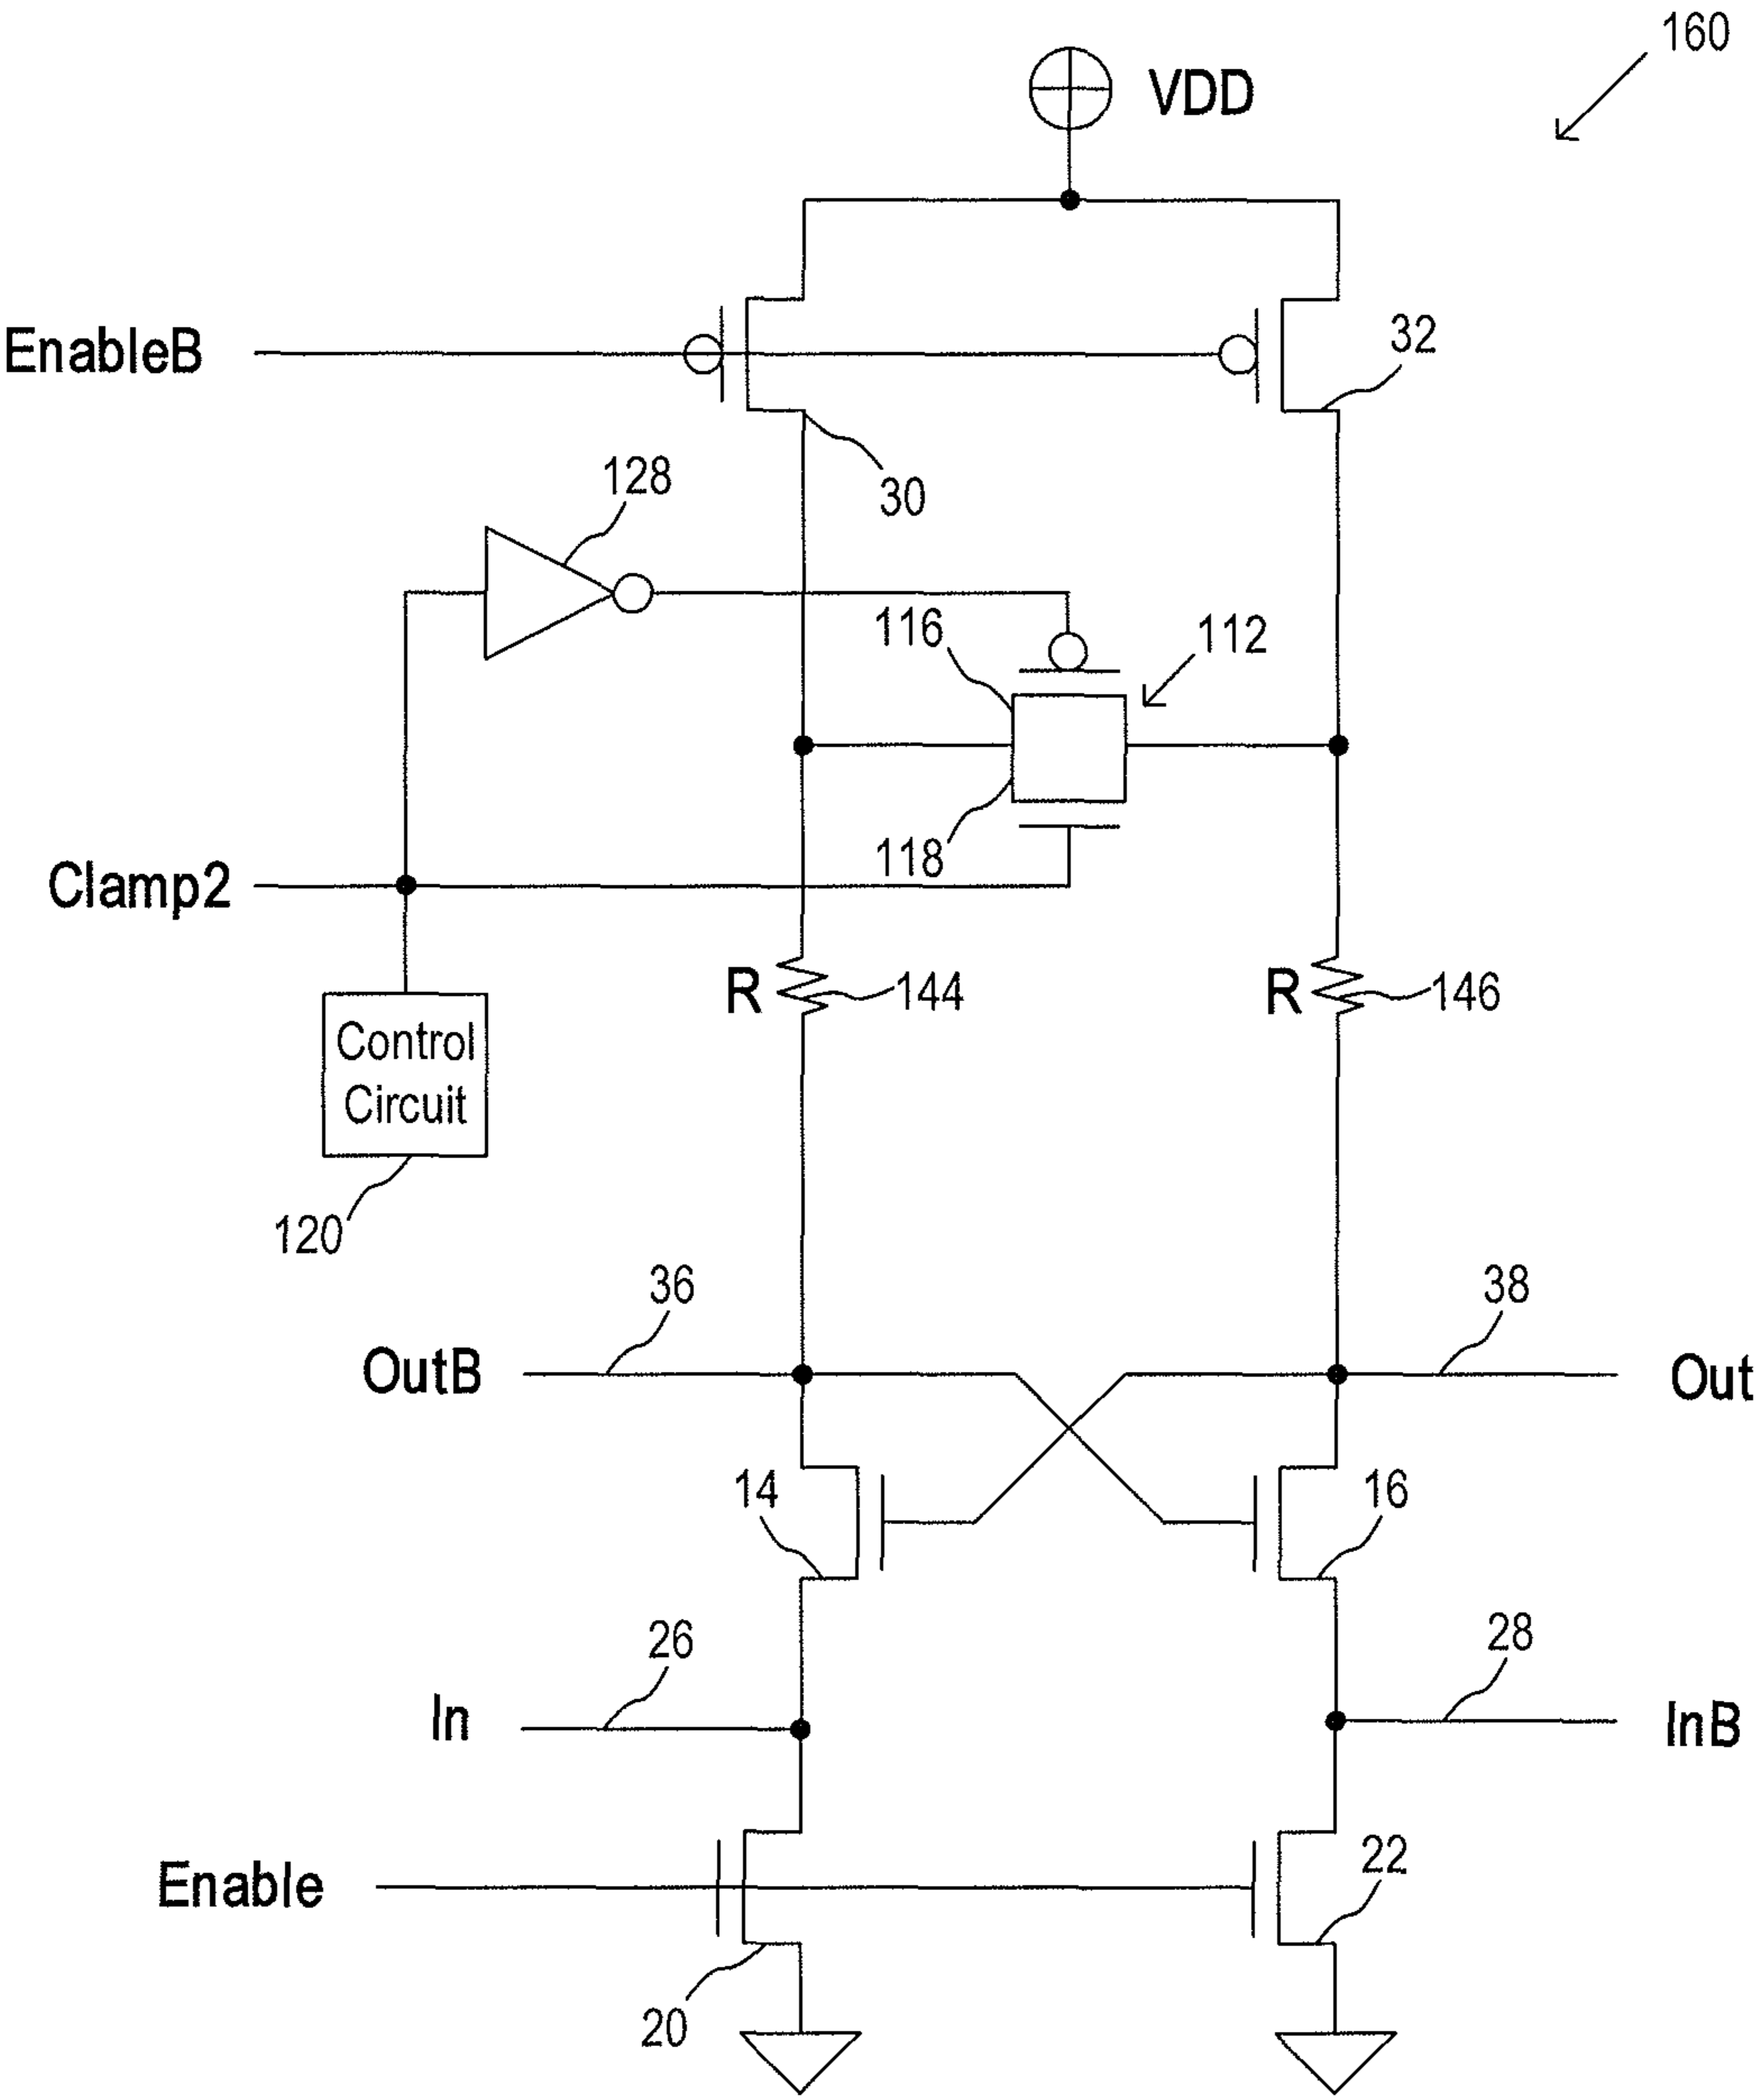 160
VDD
EnableB
32
30
128
116
112
118
Clamp2
R
144
R
146
Control
Circuit
120
36
38
OutB
Out
14
16
26
28
In
InB
Enable
22
20